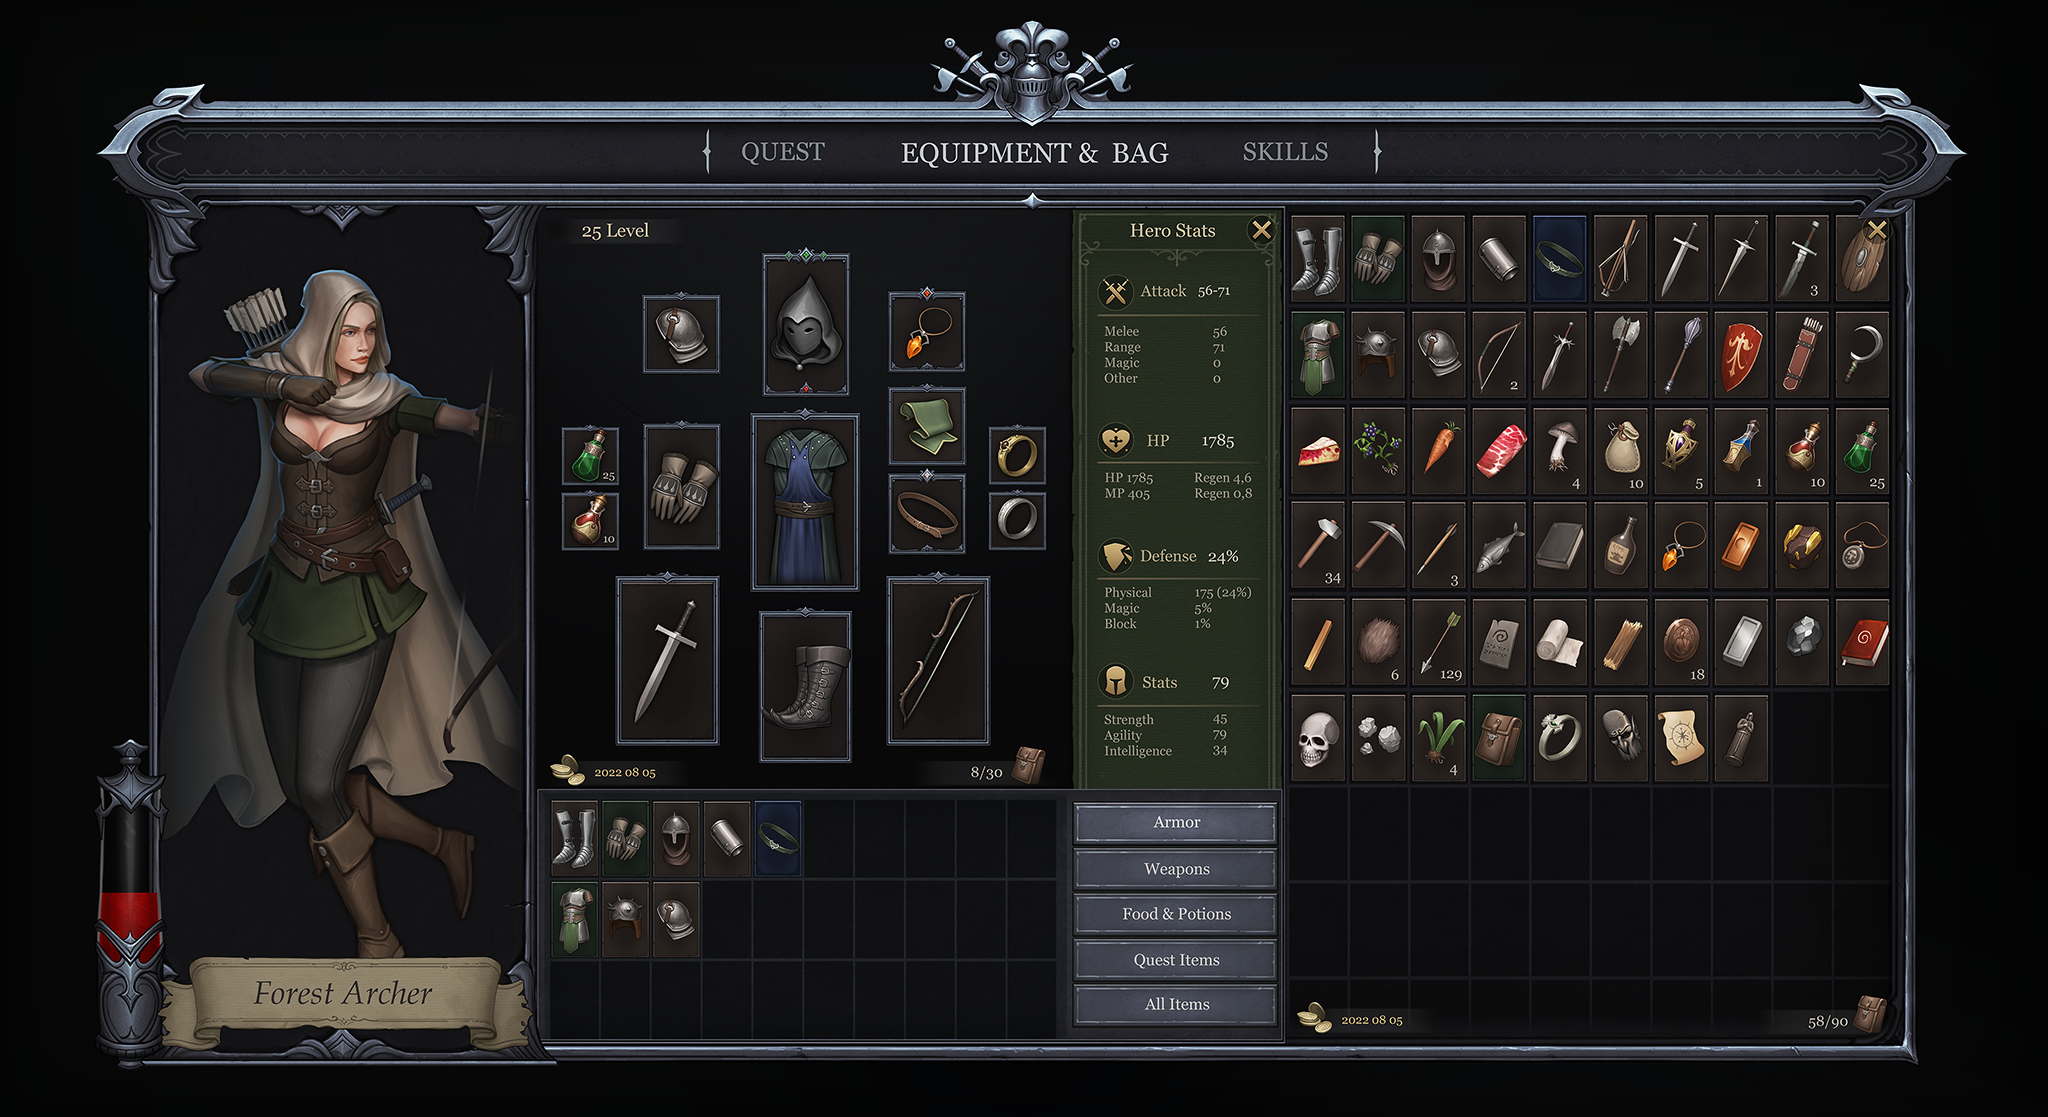 QUEST
EQUIPMENT & BAG
SKILLS
25 Level
25
10
2022 08 05
8/30
Forest Archer
Hero Stats
Attack 56-71
Melee 56
Range 71
Magic 0
Other 0
HP 1785
HP 1785 Regen 4,6
MP 405 Regen 0,8
Defense 24%
Physical 175 (24%)
Magic 5%
Block 1%
Stats 79
Strength 45
Agility 79
Intelligence 34
Armor
Weapons
Food & Potions
Quest Items
All Items
3
2
4
10
5
1
10
25
34
3
6
129
18
4
2022 08 05
58/90